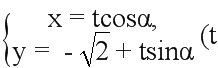 x = tcosα,
y = -√2 + tsinα (t